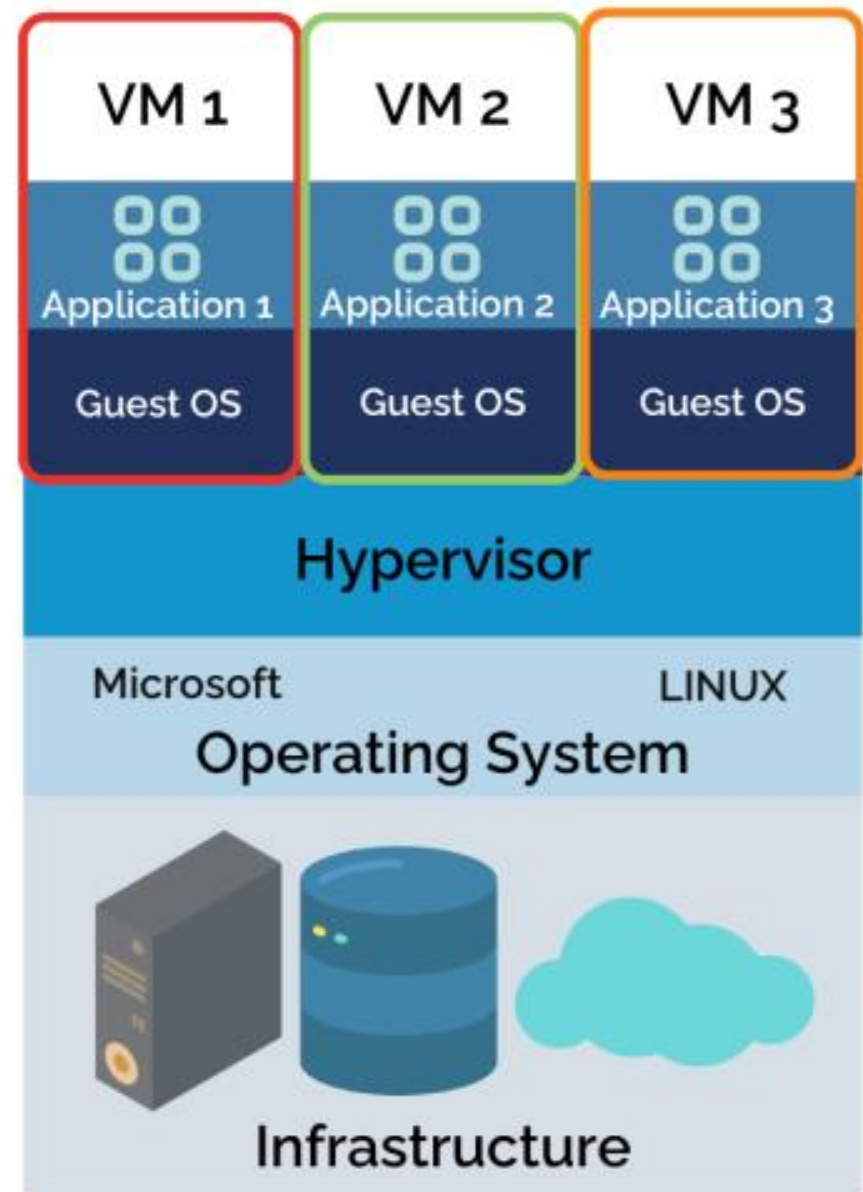 VM 1 VM 2 VM 3
Application 1 Application 2 Application 3
Guest OS Guest OS Guest OS
Hypervisor
Microsoft LINUX
Operating System
Infrastructure